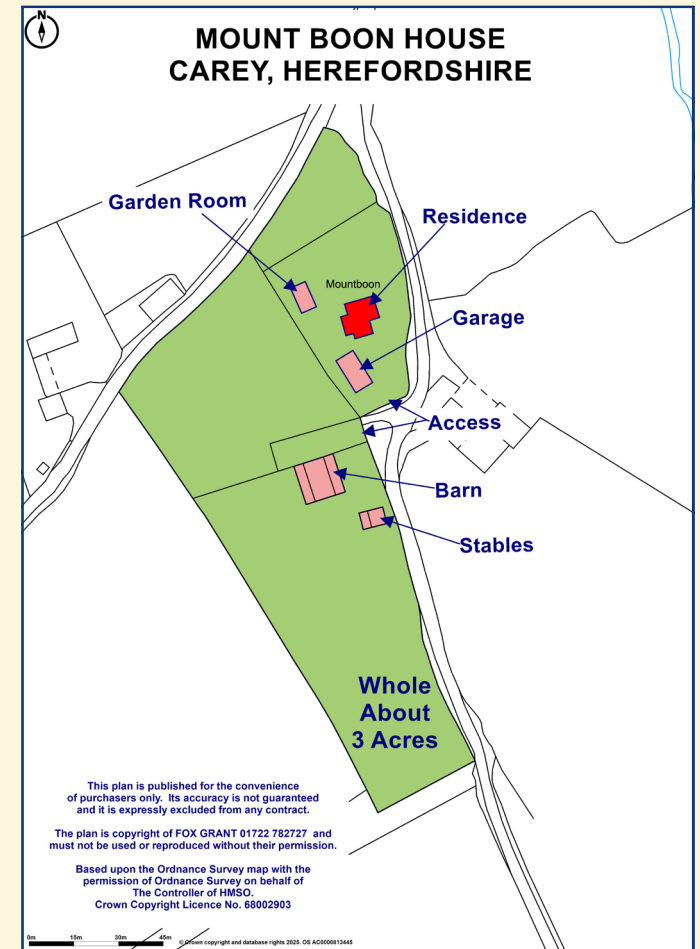 N
MOUNT BOON HOUSE
CAREY, HEREFORDSHIRE
Garden Room
Residence
Mountboon
Garage
Access
Barn
Stables
Whole
About
3 Acres
This plan is published for the convenience
of purchasers only. Its accuracy is not guaranteed
and it is expressly excluded from any contract.
The plan is copyright of FOX GRANT 01722 782727 and
must not be used or reproduced without their permission.
Based upon the Ordnance Survey map with the
permission of Ordnance Survey on behalf of
The Controller of HMSO.
Crown Copyright Licence No. 68002903
0m 15m 30m 45m
© Crown copyright and database rights 2025. OS AC0000813445